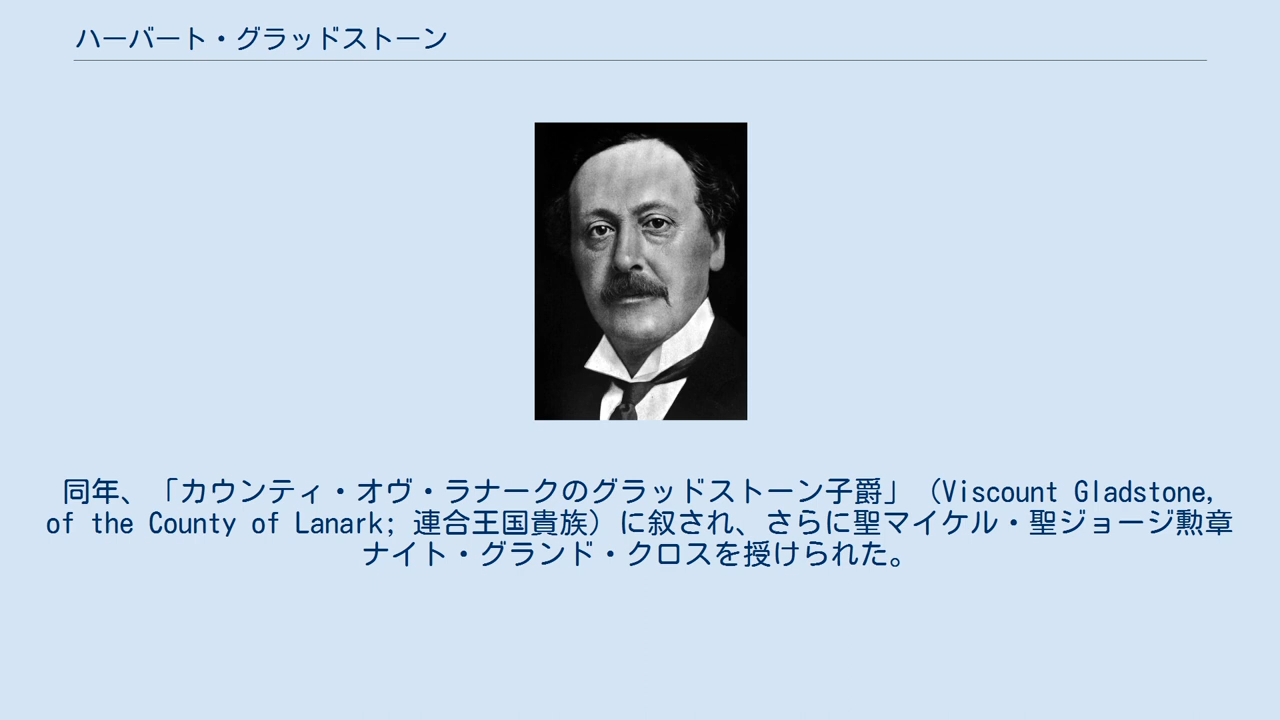 ハーバート・グラッドストーン
同年、「カウンティ・オヴ・ラナークのグラッドストーン子爵」（Viscount Gladstone,
of the County of Lanark; 連合王国貴族）に叙され、さらに聖マイケル・聖ジョージ勲章
ナイト・グランド・クロスを授けられた。